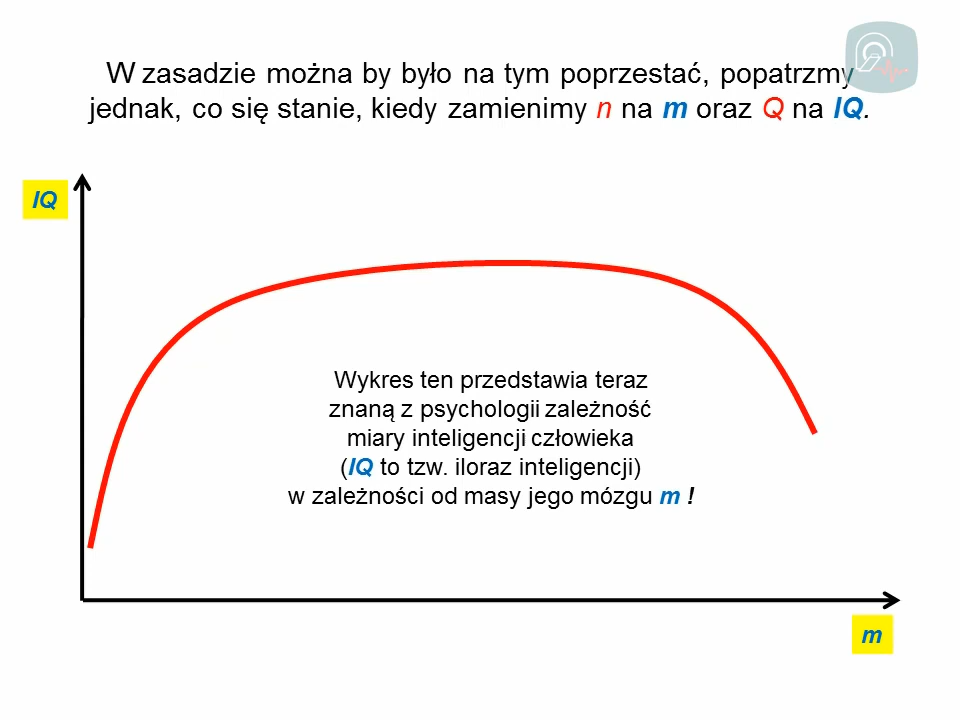 W zasadzie można by było na tym poprzestać, popatrzmy
jednak, co się stanie, kiedy zamienimy n na m oraz Q na IQ.
IQ
Wykres ten przedstawia teraz
znaną z psychologii zależność
miary inteligencji człowieka
(IQ to tzw. iloraz inteligencji)
w zależności od masy jego mózgu m !
m